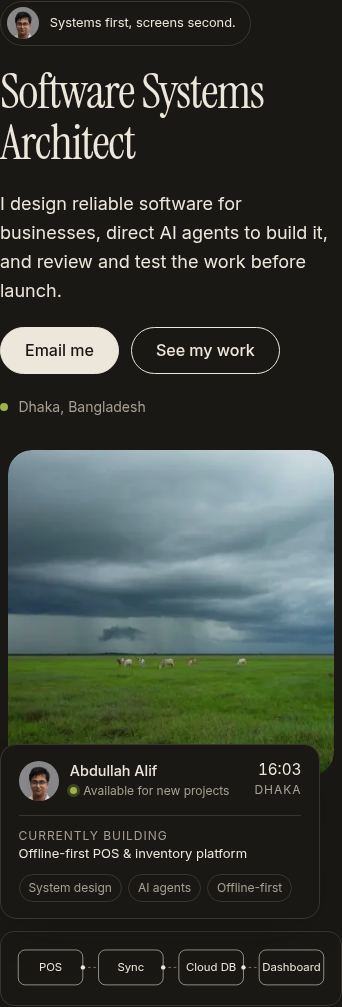 Systems first, screens second.
Software Systems
Architect
I design reliable software for
businesses, direct AI agents to build it,
and review and test the work before
launch.
Email me
See my work
Dhaka, Bangladesh
Abdullah Alif
16:03
Available for new projects
DHAKA
CURRENTLY BUILDING
Offline-first POS & inventory platform
System design
AI agents
Offline-first
POS
Sync
Cloud DB
Dashboard